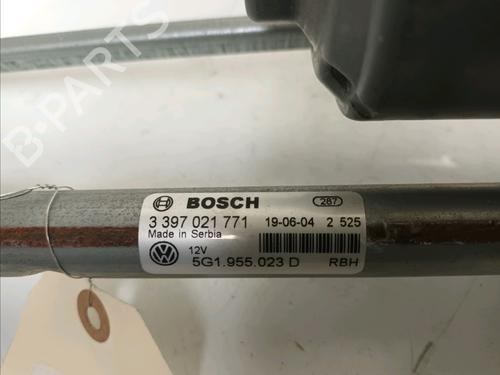 B-PARTS
BOSCH 287
3 397 021 771 19-06-04 2 525
Made in Serbia
12V
5G1.955.023 D RBH